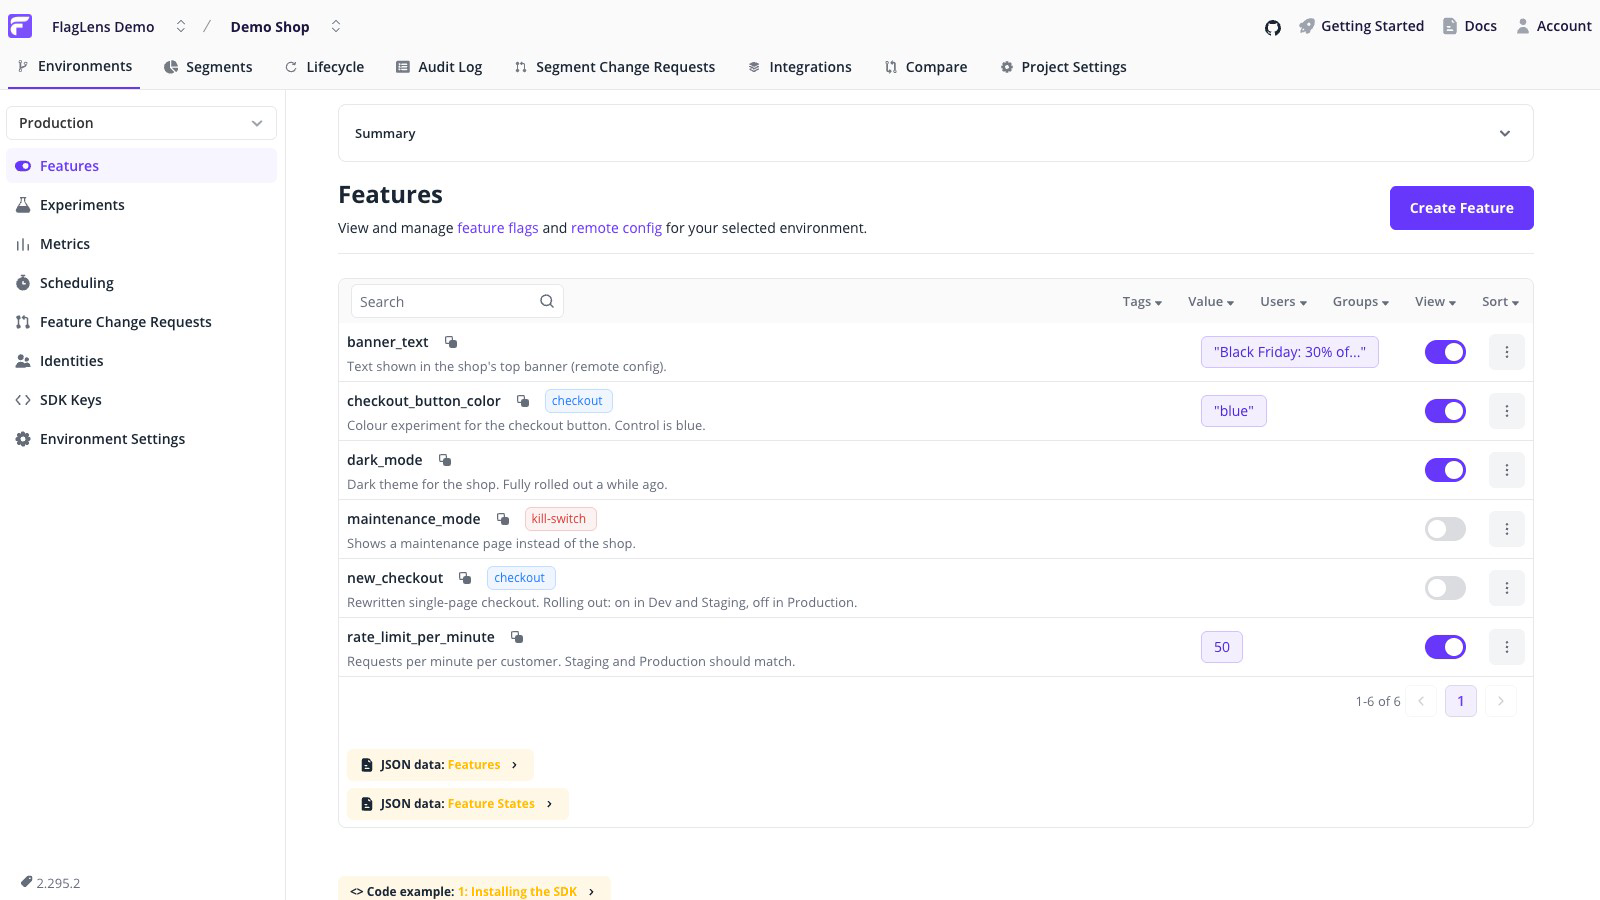 FlagLens Demo / Demo Shop
Getting Started Docs Account
Environments Segments Lifecycle Audit Log Segment Change Requests Integrations Compare Project Settings
Production
Features
Experiments
Metrics
Scheduling
Feature Change Requests
Identities
SDK Keys
Environment Settings
2.295.2
Summary
Features
View and manage feature flags and remote config for your selected environment.
Create Feature
Search
Tags Value Users Groups View Sort
banner_text
Text shown in the shop's top banner (remote config).
"Black Friday: 30% of..."
checkout_button_color checkout
Colour experiment for the checkout button. Control is blue.
"blue"
dark_mode
Dark theme for the shop. Fully rolled out a while ago.
maintenance_mode kill-switch
Shows a maintenance page instead of the shop.
new_checkout checkout
Rewritten single-page checkout. Rolling out: on in Dev and Staging, off in Production.
rate_limit_per_minute
Requests per minute per customer. Staging and Production should match.
50
1-6 of 6 1
JSON data: Features
JSON data: Feature States
<> Code example: 1: Installing the SDK